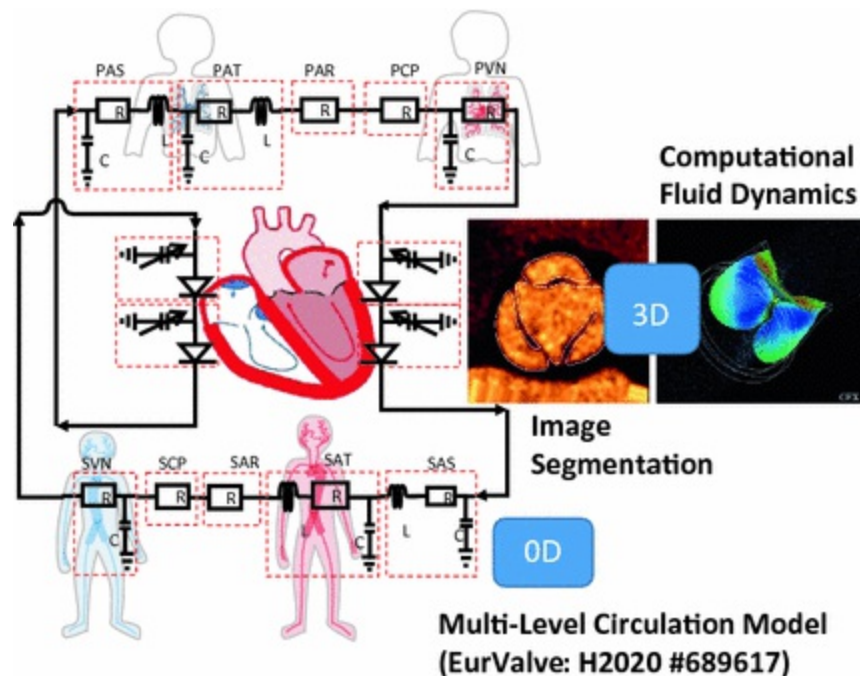 PAS PAT PAR PCP PVN
R R R R R
L L
C C C
Computational
Fluid Dynamics
3D
CFX
Image
Segmentation
SVN SCP SAR SAT SAS
R R R R R
C L C L C
0D
Multi-Level Circulation Model
(EurValve: H2020 #689617)